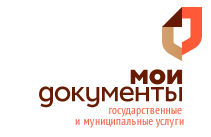 мои
документы
государственные
и муниципальные услуги